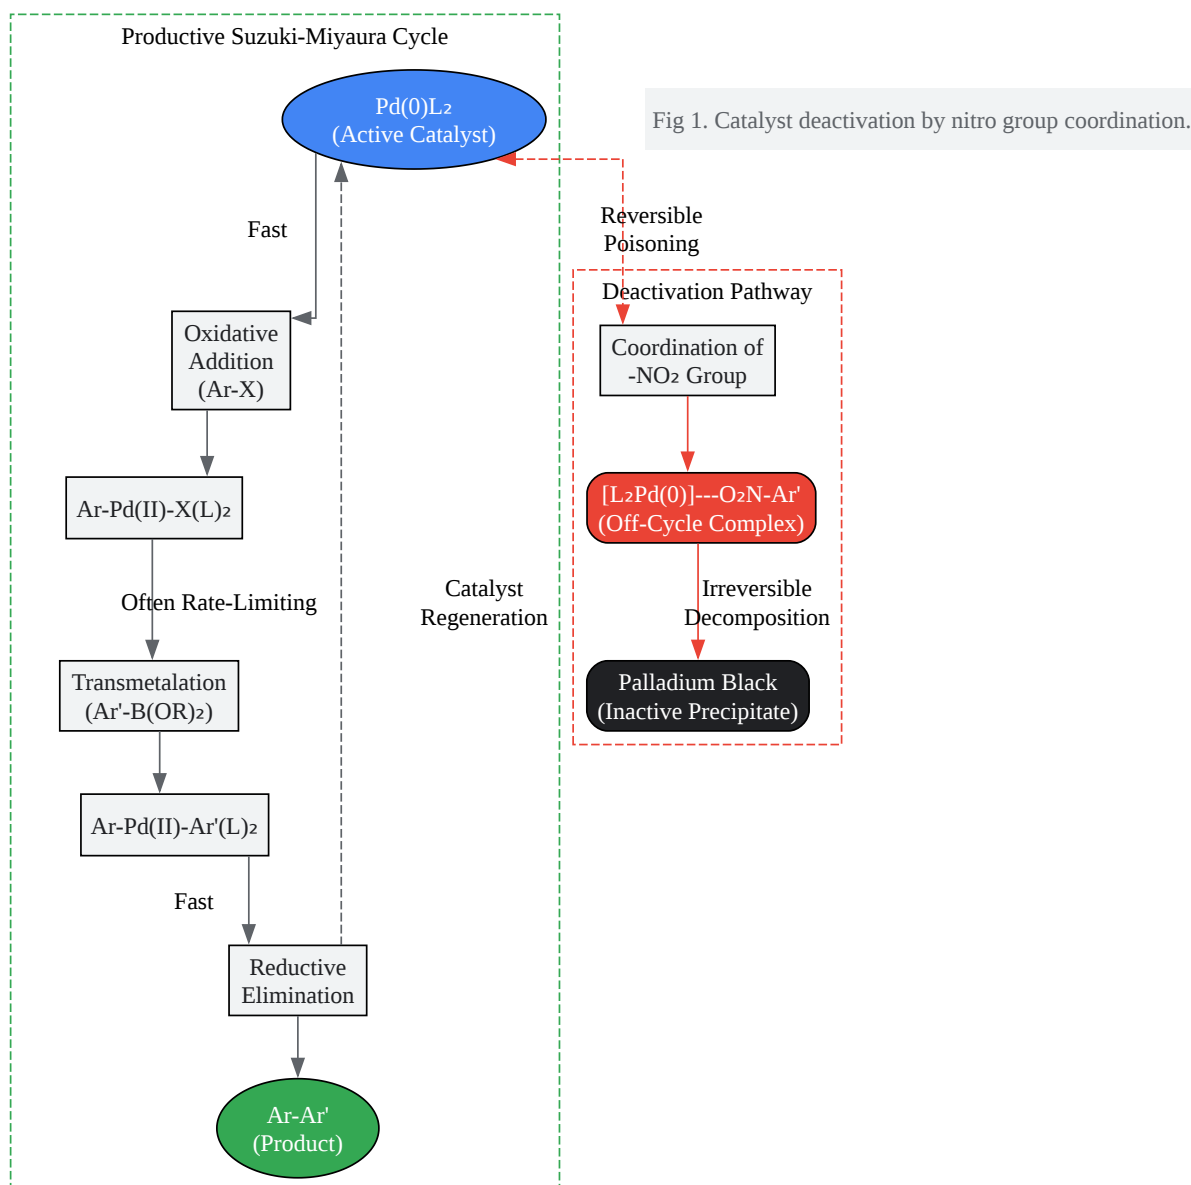 Productive Suzuki-Miyaura Cycle
Pd(0)L₂
(Active Catalyst)
Fig 1. Catalyst deactivation by nitro group coordination.
Fast
Reversible
Poisoning
Deactivation Pathway
Oxidative
Addition
(Ar-X)
Coordination of
-NO₂ Group
Ar-Pd(II)-X(L)₂
[L₂Pd(0)]---O₂N-Ar'
(Off-Cycle Complex)
Often Rate-Limiting
Catalyst
Regeneration
Irreversible
Decomposition
Transmetalation
(Ar'-B(OR)₂)
Palladium Black
(Inactive Precipitate)
Ar-Pd(II)-Ar'(L)₂
Fast
Reductive
Elimination
Ar-Ar'
(Product)